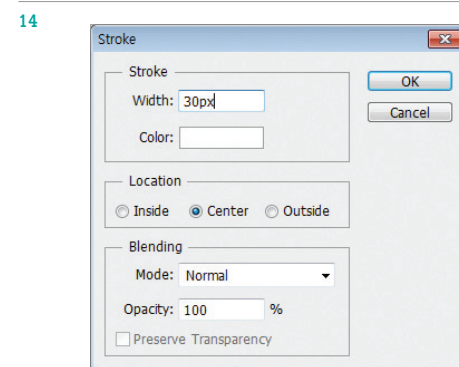 14
Stroke
Stroke
Width: 30px
OK
Color:
Cancel
Location
Inside Center Outside
Blending
Mode: Normal
Opacity: 100 %
Preserve Transparency